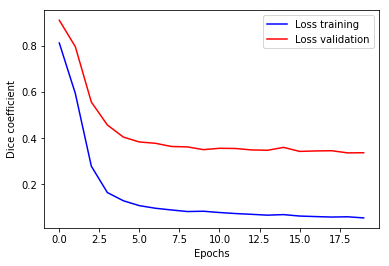 Loss training
Loss validation
Dice coefficient
0.8
0.6
0.4
0.2
0.0 2.5 5.0 7.5 10.0 12.5 15.0 17.5
Epochs